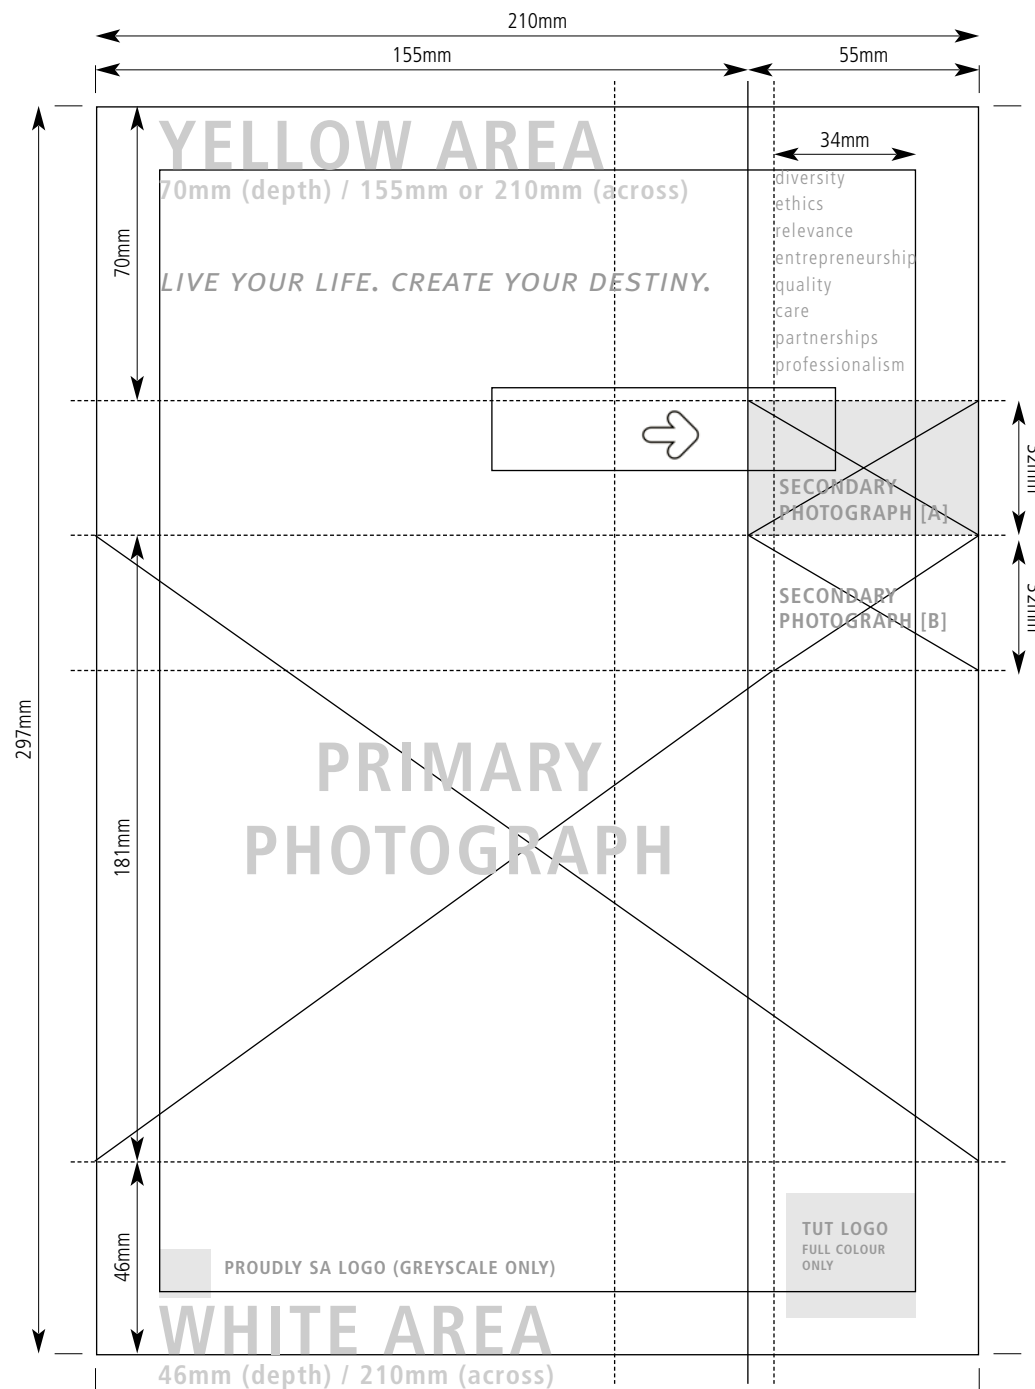 210mm
155mm
55mm
YELLOW AREA
70mm (depth) / 155mm or 210mm (across)
34mm
diversity
ethics
relevance
entrepreneurship
quality
care
partnerships
professionalism
70mm
LIVE YOUR LIFE. CREATE YOUR DESTINY.
SECONDARY
PHOTOGRAPH [A]
SECONDARY
PHOTOGRAPH [B]
297mm
PRIMARY
PHOTOGRAPH
181mm
46mm
PROUDLY SA LOGO (GREYSCALE ONLY)
TUT LOGO
FULL COLOUR
ONLY
WHITE AREA
46mm (depth) / 210mm (across)